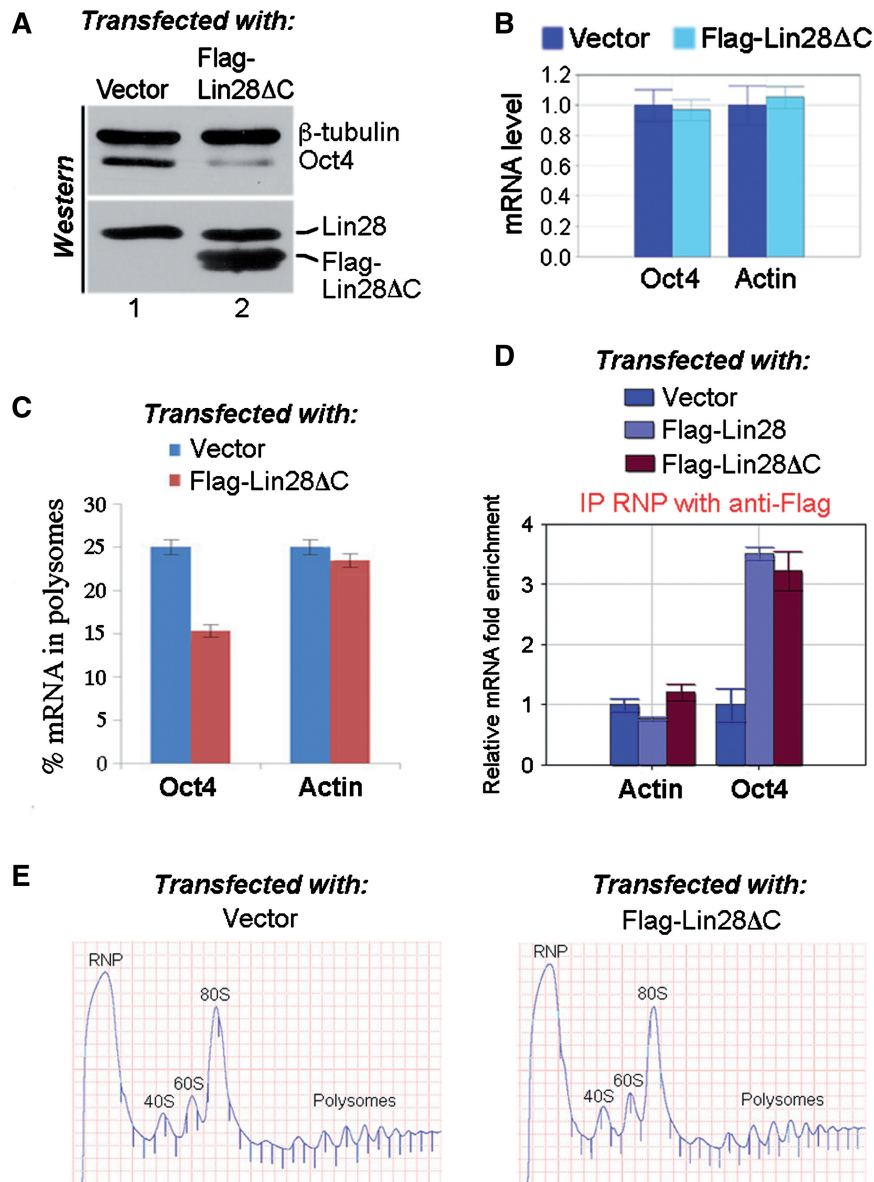 A
Transfected with:
Vector
Flag-
Lin28ΔC
Western
β-tubulin
Oct4
Lin28
Flag-
Lin28ΔC
1 2
B
Vector Flag-Lin28ΔC
mRNA level
1.2
1.0
0.8
0.6
0.4
0.2
0.0
Oct4 Actin
C
Transfected with:
Vector
Flag-Lin28ΔC
% mRNA in polysomes
30
25
20
15
10
5
0
Oct4 Actin
D
Transfected with:
Vector
Flag-Lin28
Flag-Lin28ΔC
IP RNP with anti-Flag
Relative mRNA fold enrichment
4
3
2
1
0
Actin Oct4
E
Transfected with:
Vector
RNP
40S
60S
80S
Polysomes
Transfected with:
Flag-Lin28ΔC
RNP
40S
60S
80S
Polysomes